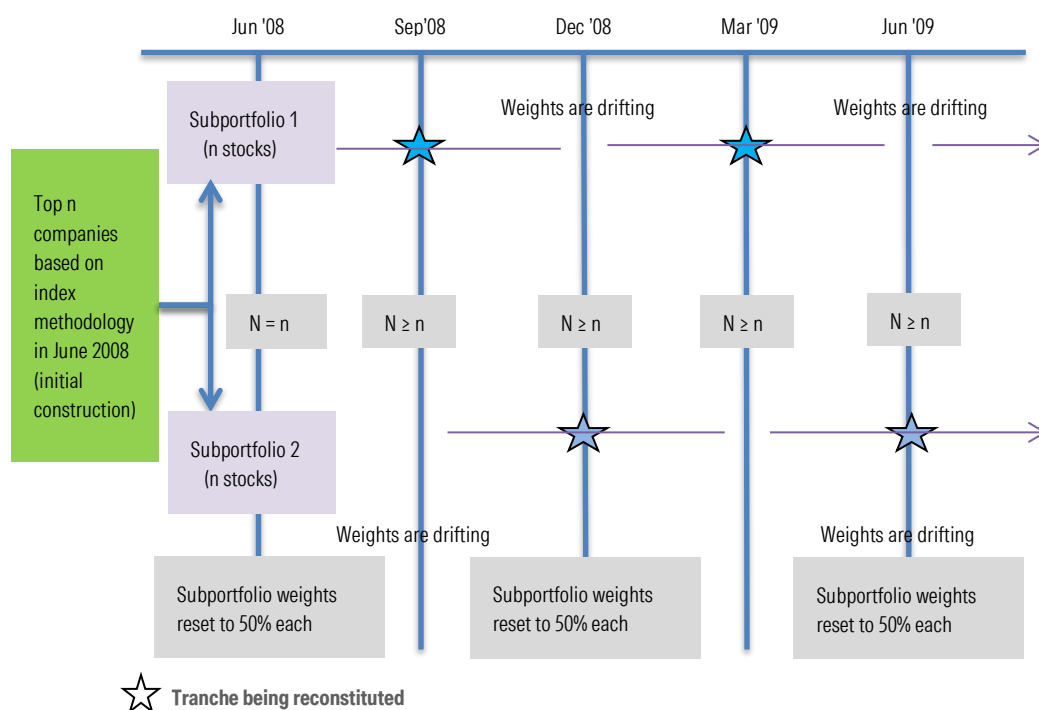 Jun '08
Sep'08
Dec '08
Mar '09
Jun '09
Weights are drifting
Weights are drifting
Subportfolio 1
(n stocks)
Top n
companies
based on
index
methodology
in June 2008
(initial
construction)
N = n
N ≥ n
N ≥ n
N ≥ n
N ≥ n
Subportfolio 2
(n stocks)
Weights are drifting
Weights are drifting
Subportfolio weights
reset to 50% each
Subportfolio weights
reset to 50% each
Subportfolio weights
reset to 50% each
Tranche being reconstituted